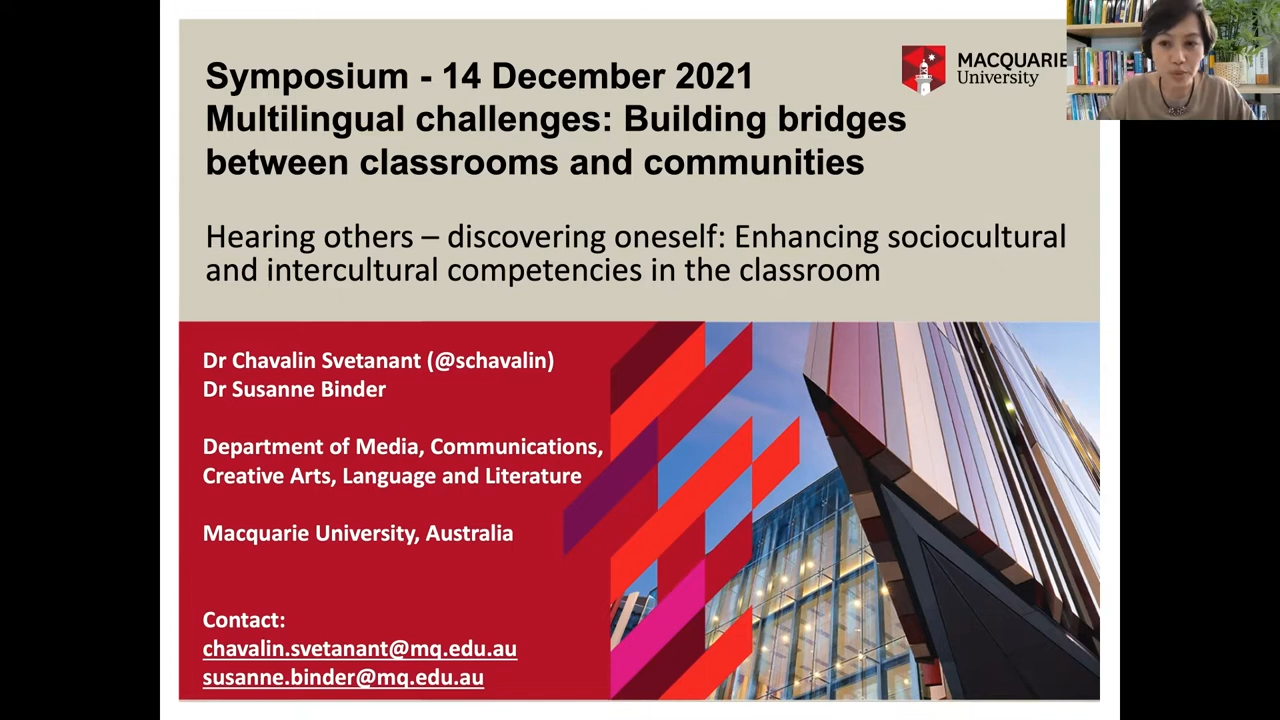 Symposium - 14 December 2021
Multilingual challenges: Building bridges
between classrooms and communities
MACQUARIE
University
Hearing others – discovering oneself: Enhancing sociocultural
and intercultural competencies in the classroom
Dr Chavalin Svetanant (@schavalin)
Dr Susanne Binder
Department of Media, Communications,
Creative Arts, Language and Literature
Macquarie University, Australia
Contact:
chavalin.svetanant@mq.edu.au
susanne.binder@mq.edu.au